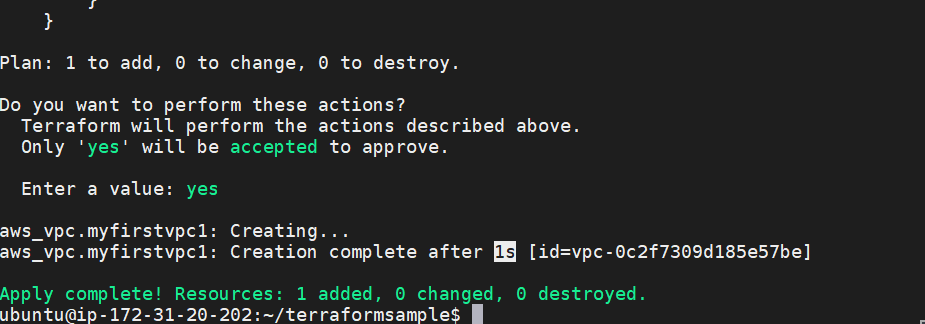 }
}
Plan: 1 to add, 0 to change, 0 to destroy.
Do you want to perform these actions?
Terraform will perform the actions described above.
Only 'yes' will be accepted to approve.
Enter a value: yes
aws_vpc.myfirstvpc1: Creating...
aws_vpc.myfirstvpc1: Creation complete after 1s [id=vpc-0c2f7309d185e57be]
Apply complete! Resources: 1 added, 0 changed, 0 destroyed.
ubuntu@ip-172-31-20-202:~/terraformsample$